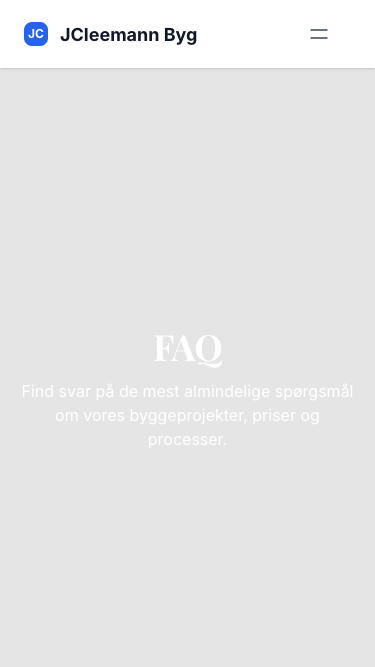 JC JCleemann Byg
FAQ
Find svar på de mest almindelige spørgsmål
om vores byggeprojekter, priser og
processer.